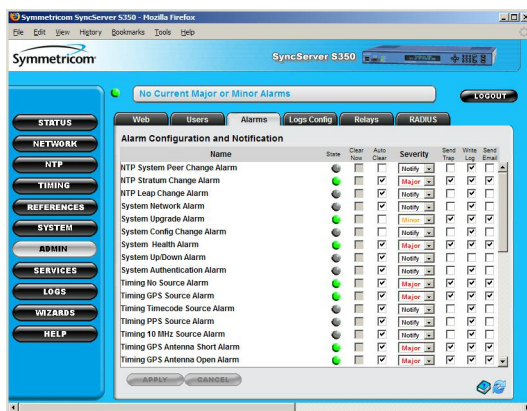 Symmetricom SyncServer S350 - Mozilla Firefox
File Edit View History Bookmarks Tools Help
Symmetricom
SyncServer S350
No Current Major or Minor Alarms
LOGOUT
STATUS
NETWORK
NTP
TIMING
REFERENCES
SYSTEM
ADMIN
SERVICES
LOGS
WIZARDS
HELP
Web Users Alarms Logs Config Relays RADIUS
Alarm Configuration and Notification
Name State Clear Now Auto Clear Severity Send Trap Write Log Send Email
NTP System Peer Change Alarm Notify
NTP Stratum Change Alarm Major
NTP Leap Change Alarm Notify
System Network Alarm Notify
System Upgrade Alarm Minor
System Config Change Alarm Notify
System Health Alarm Major
System Up/Down Alarm Notify
System Authentication Alarm Notify
Timing No Source Alarm Major
Timing GPS Source Alarm Major
Timing Timecode Source Alarm Notify
Timing PPS Source Alarm Notify
Timing 10 MHz Source Alarm Notify
Timing GPS Antenna Short Alarm Major
Timing GPS Antenna Open Alarm Major
APPLY CANCEL